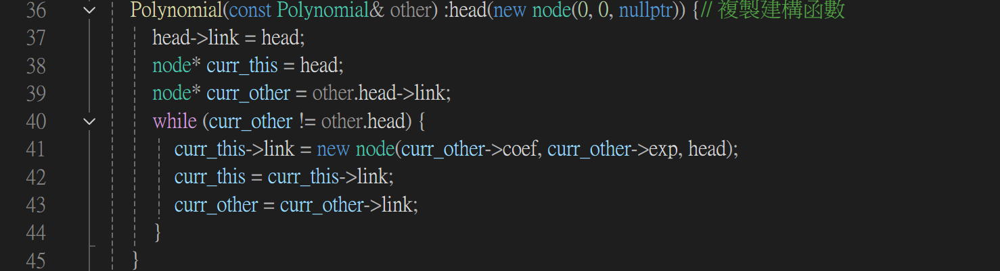 36 Polynomial(const Polynomial& other) :head(new node(0, 0, nullptr)) {// 複製建構函數
37 head->link = head;
38 node* curr_this = head;
39 node* curr_other = other.head->link;
40 while (curr_other != other.head) {
41 curr_this->link = new node(curr_other->coef, curr_other->exp, head);
42 curr_this = curr_this->link;
43 curr_other = curr_other->link;
44 }
45 }